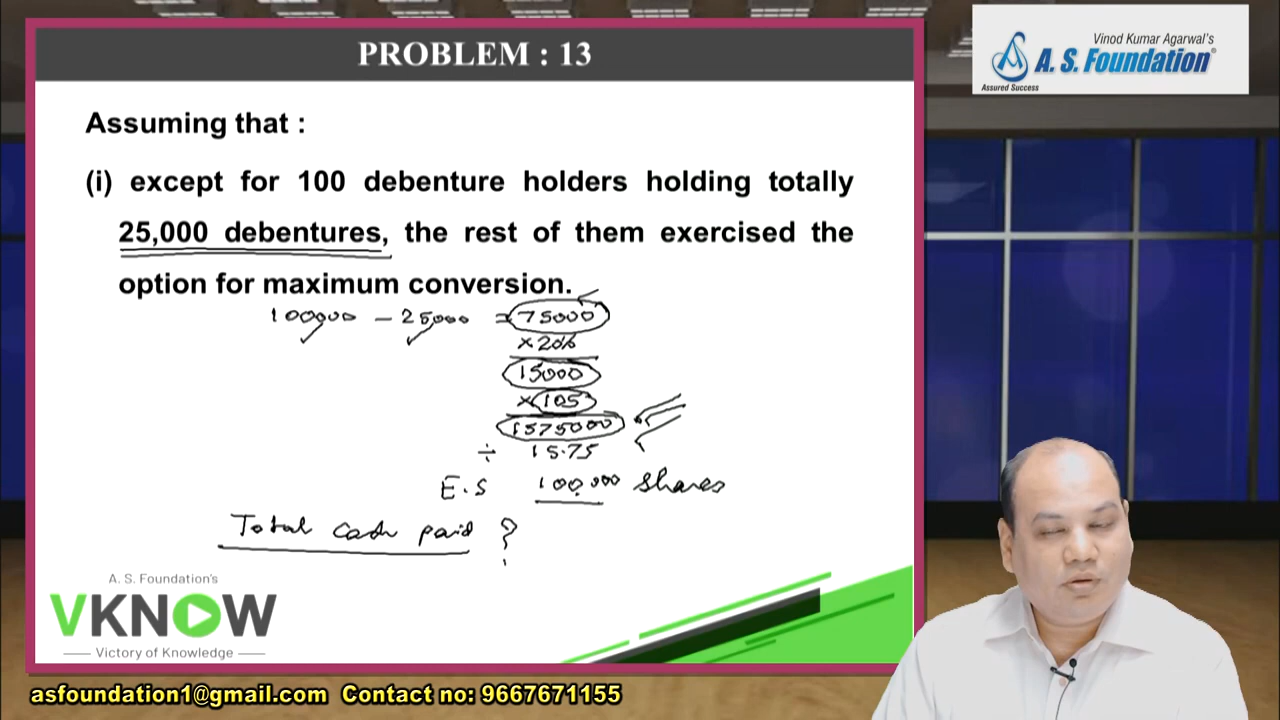 PROBLEM : 13
Vinod Kumar Agarwal's
A. S. Foundation®
Assured Success
Assuming that :
(i) except for 100 debenture holders holding totally
25,000 debentures, the rest of them exercised the
option for maximum conversion.
100000 - 25000 = 75000
×20%
15000
×105
1575000
÷ 15.75
E.S 100,000 shares
Total cash paid ?
A. S. Foundation's
VKNOW
Victory of Knowledge
asfoundation1@gmail.com Contact no: 9667671155